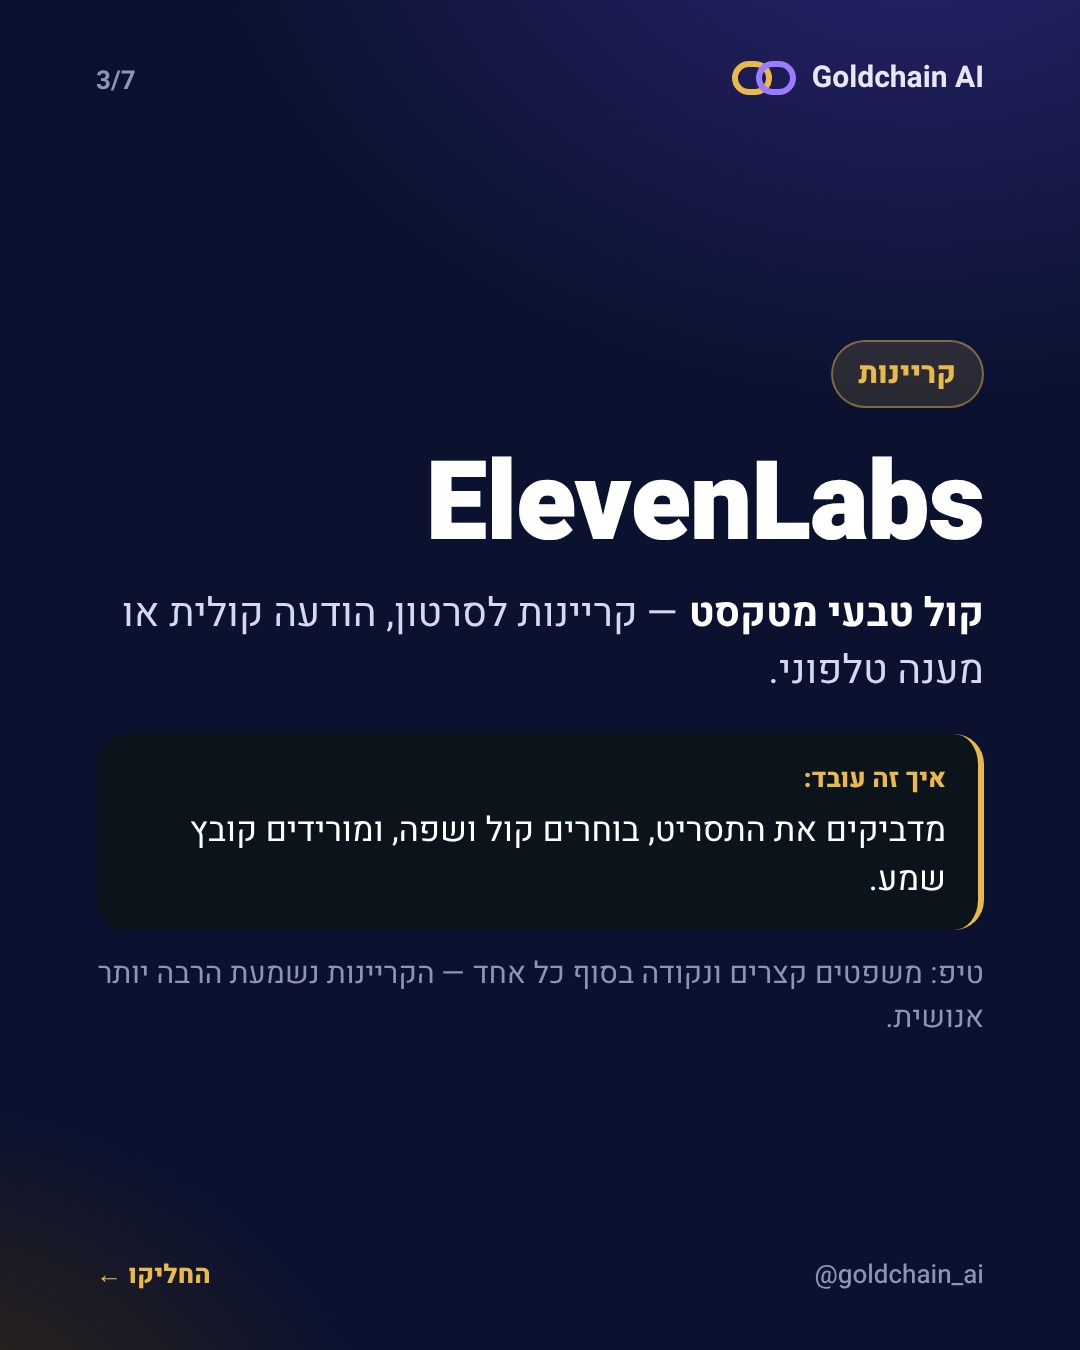 Goldchain AI
3/7
קריינות
ElevenLabs
קול טבעי מטקסט — קריינות לסרטון, הודעה קולית או
מענה טלפוני.
איך זה עובד:
מדביקים את התסריט, בוחרים קול ושפה, ומורידים קובץ
שמע.
טיפ: משפטים קצרים ונקודה בסוף כל אחד — הקריינות נשמעת הרבה יותר
אנושית.
@goldchain_ai
החליקו ←